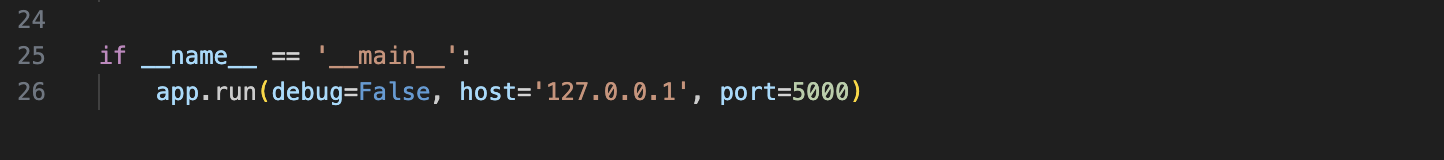 24
25 if __name__ == '__main__':
26 app.run(debug=False, host='127.0.0.1', port=5000)